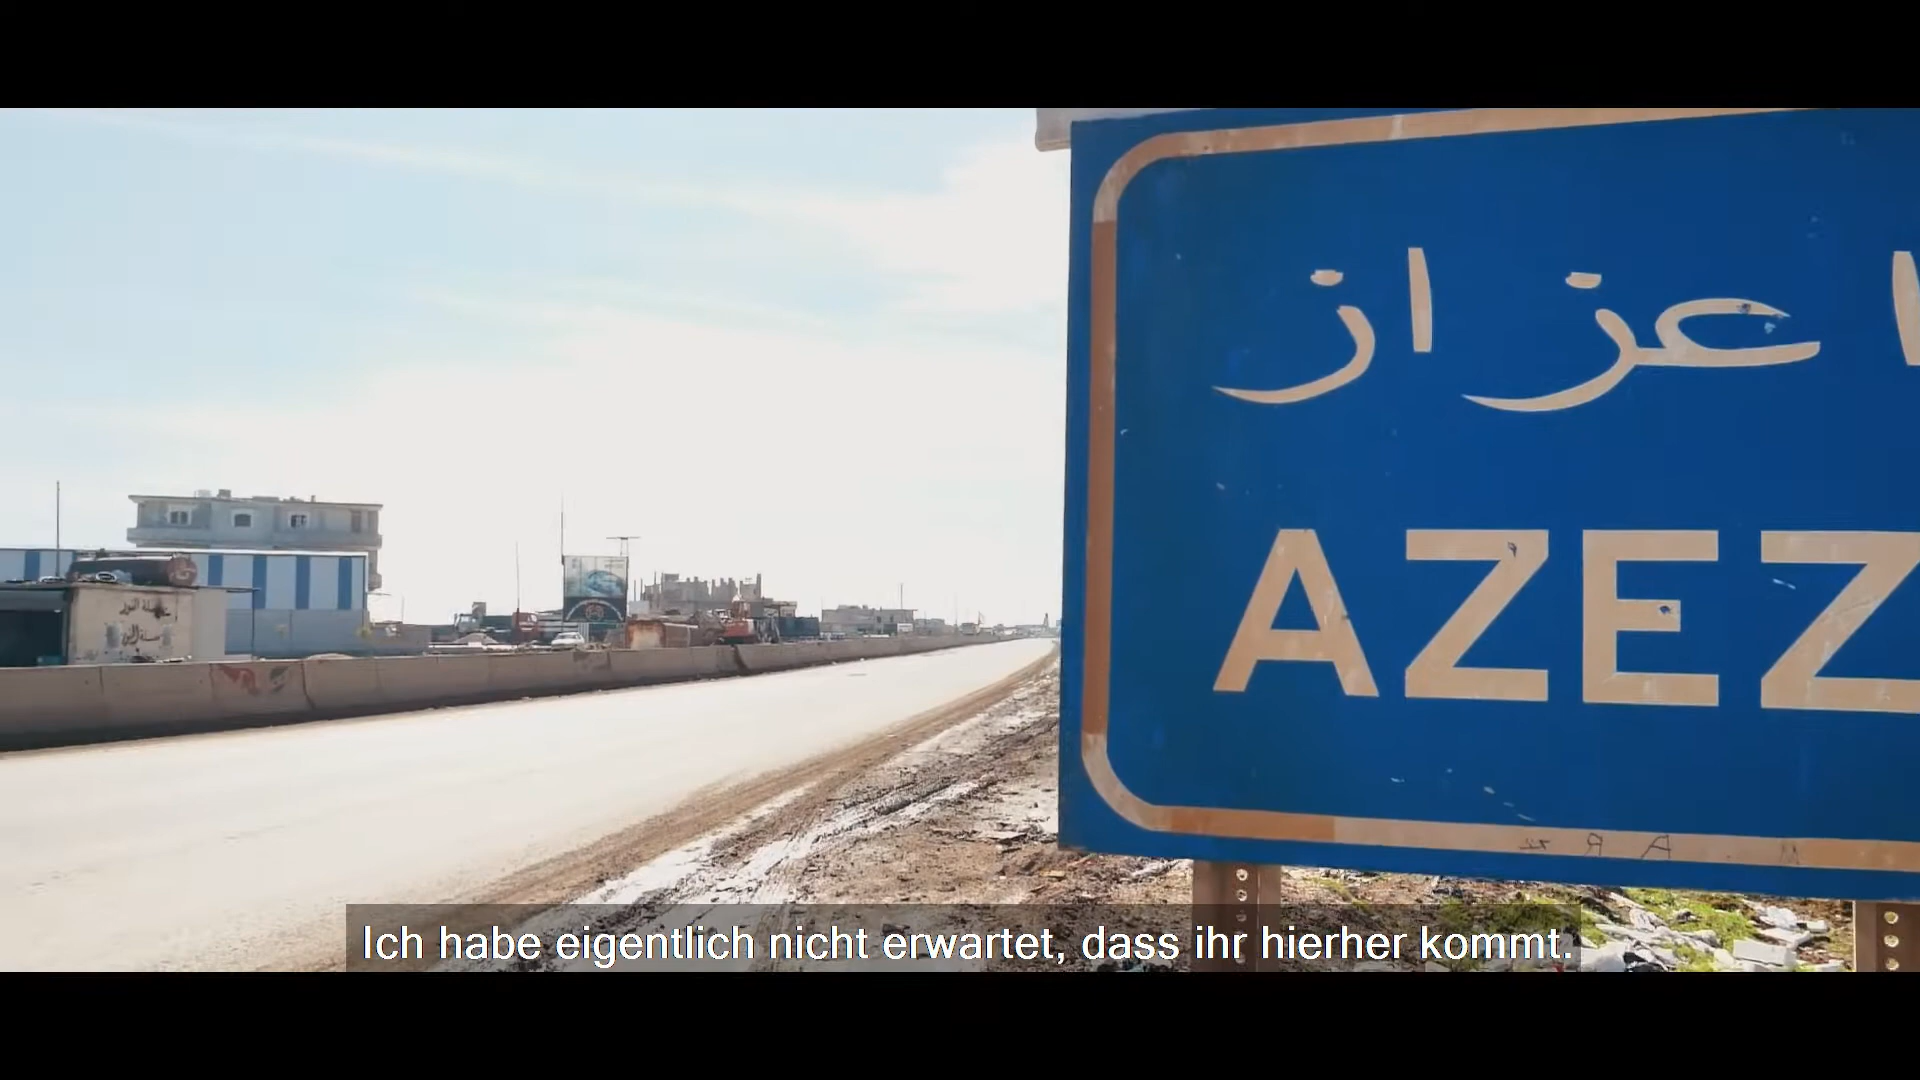 اعزاز
AZEZ
Ich habe eigentlich nicht erwartet, dass ihr hierher kommt.